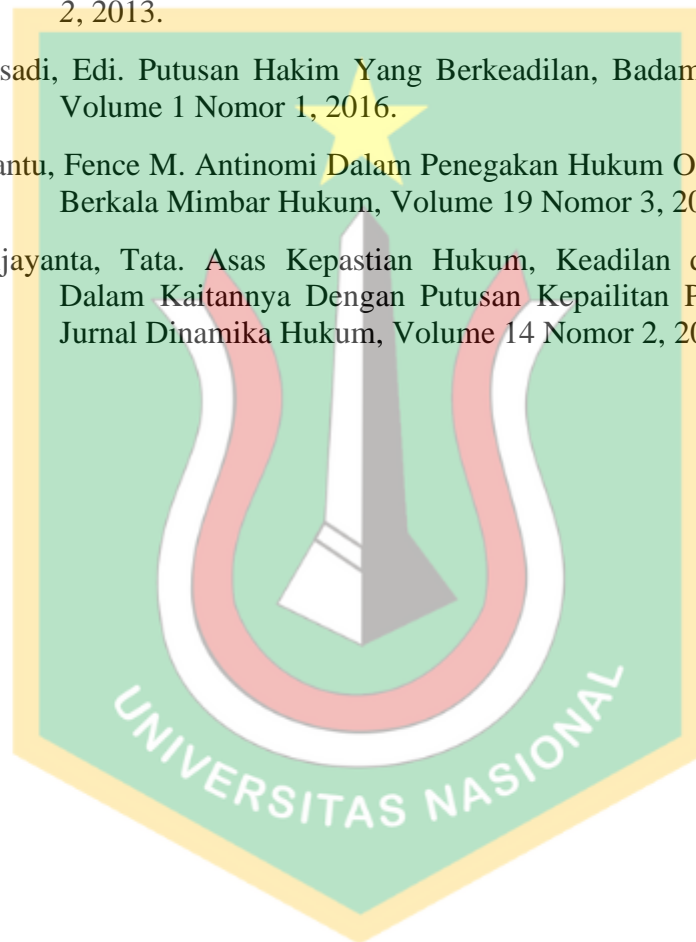 2, 2013.
sadi, Edi. Putusan Hakim Yang Berkeadilan, Badam
Volume 1 Nomor 1, 2016.
antu, Fence M. Antinomi Dalam Penegakan Hukum O
Berkala Mimbar Hukum, Volume 19 Nomor 3, 20
jayanta, Tata. Asas Kepastian Hukum, Keadilan d
Dalam Kaitannya Dengan Putusan Kepailitan P
Jurnal Dinamika Hukum, Volume 14 Nomor 2, 20
UNIVERSITAS NASIONAL